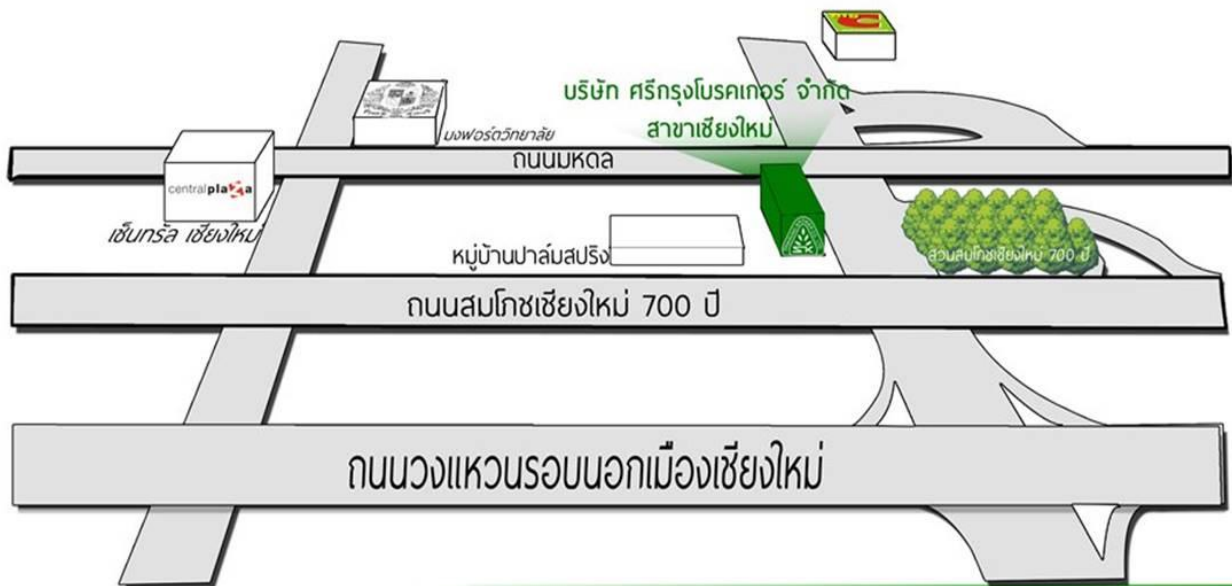 บริษัท ศรีกรุงโบรคเกอร์ จำกัด
สาขาเชียงใหม่
มงฟอร์ตวิทยาลัย
ถนนมหิดล
centralplaza
เซ็นทรัล เชียงใหม่
หมู่บ้านปาล์มสปริง
สวนสมโภชเชียงใหม่ 700 ปี
ถนนสมโภชเชียงใหม่ 700 ปี
ถนนวงแหวนรอบนอกเมืองเชียงใหม่